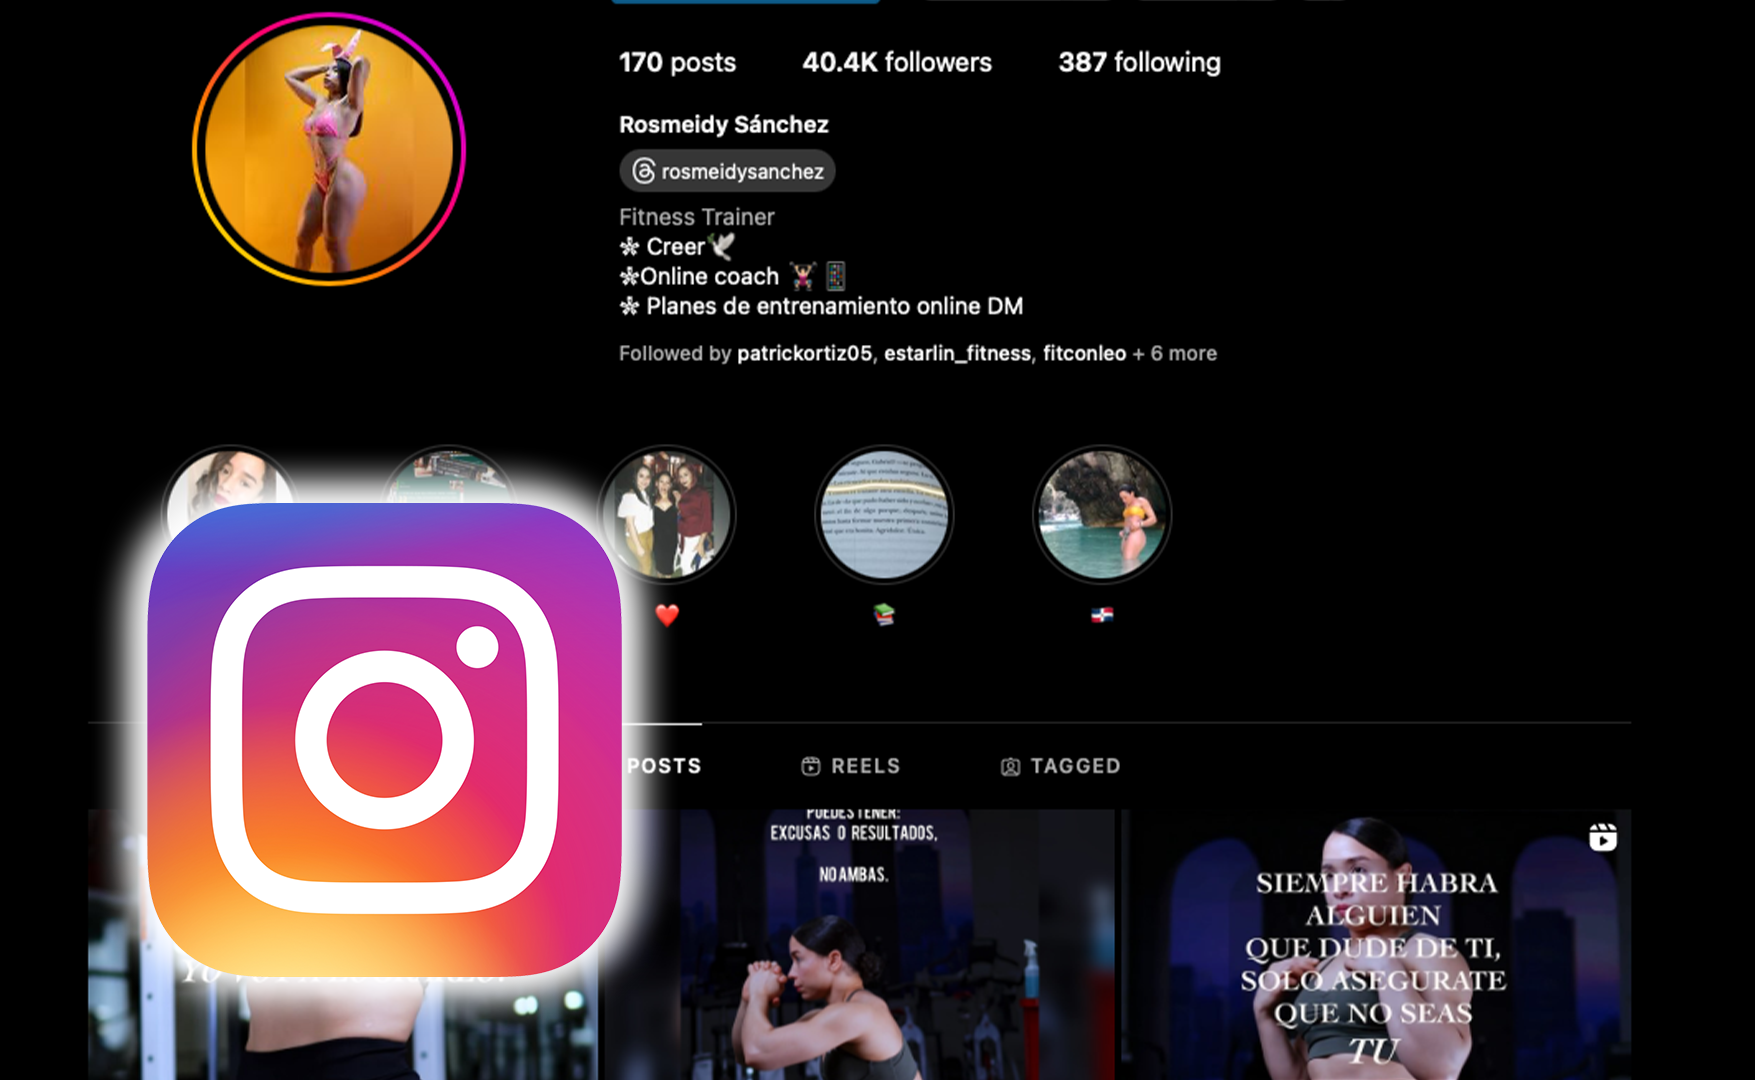 170 posts 40.4K followers 387 following
Rosmeidy Sánchez
rosmeidysanchez
Fitness Trainer
✼ Creer🕊️
✼Online coach 🏋️‍♀️📱
✼ Planes de entrenamiento online DM
Followed by patrickortiz05, estarlin_fitness, fitconleo + 6 more
POSTS REELS TAGGED
PUEDES TENER:
EXCUSAS O RESULTADOS,
NO AMBAS.
SIEMPRE HABRA
ALGUIEN
QUE DUDE DE TI,
SOLO ASEGURATE
QUE NO SEAS
TU